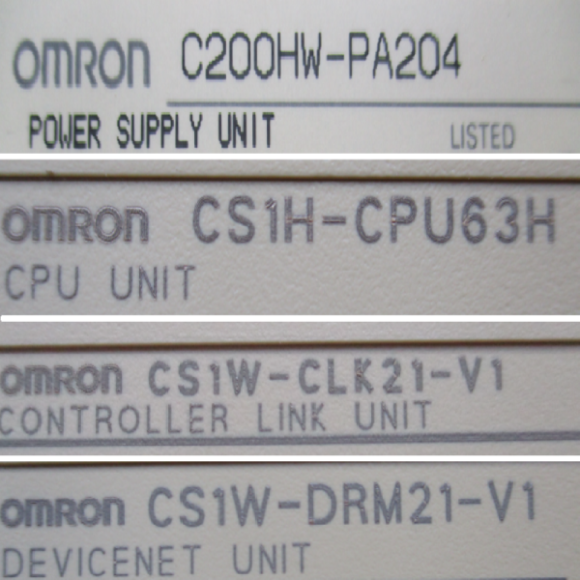 OMRON C200HW-PA204
POWER SUPPLY UNIT LISTED
OMRON CS1H-CPU63H
CPU UNIT
OMRON CS1W-CLK21-V1
CONTROLLER LINK UNIT
OMRON CS1W-DRM21-V1
DEVICENET UNIT